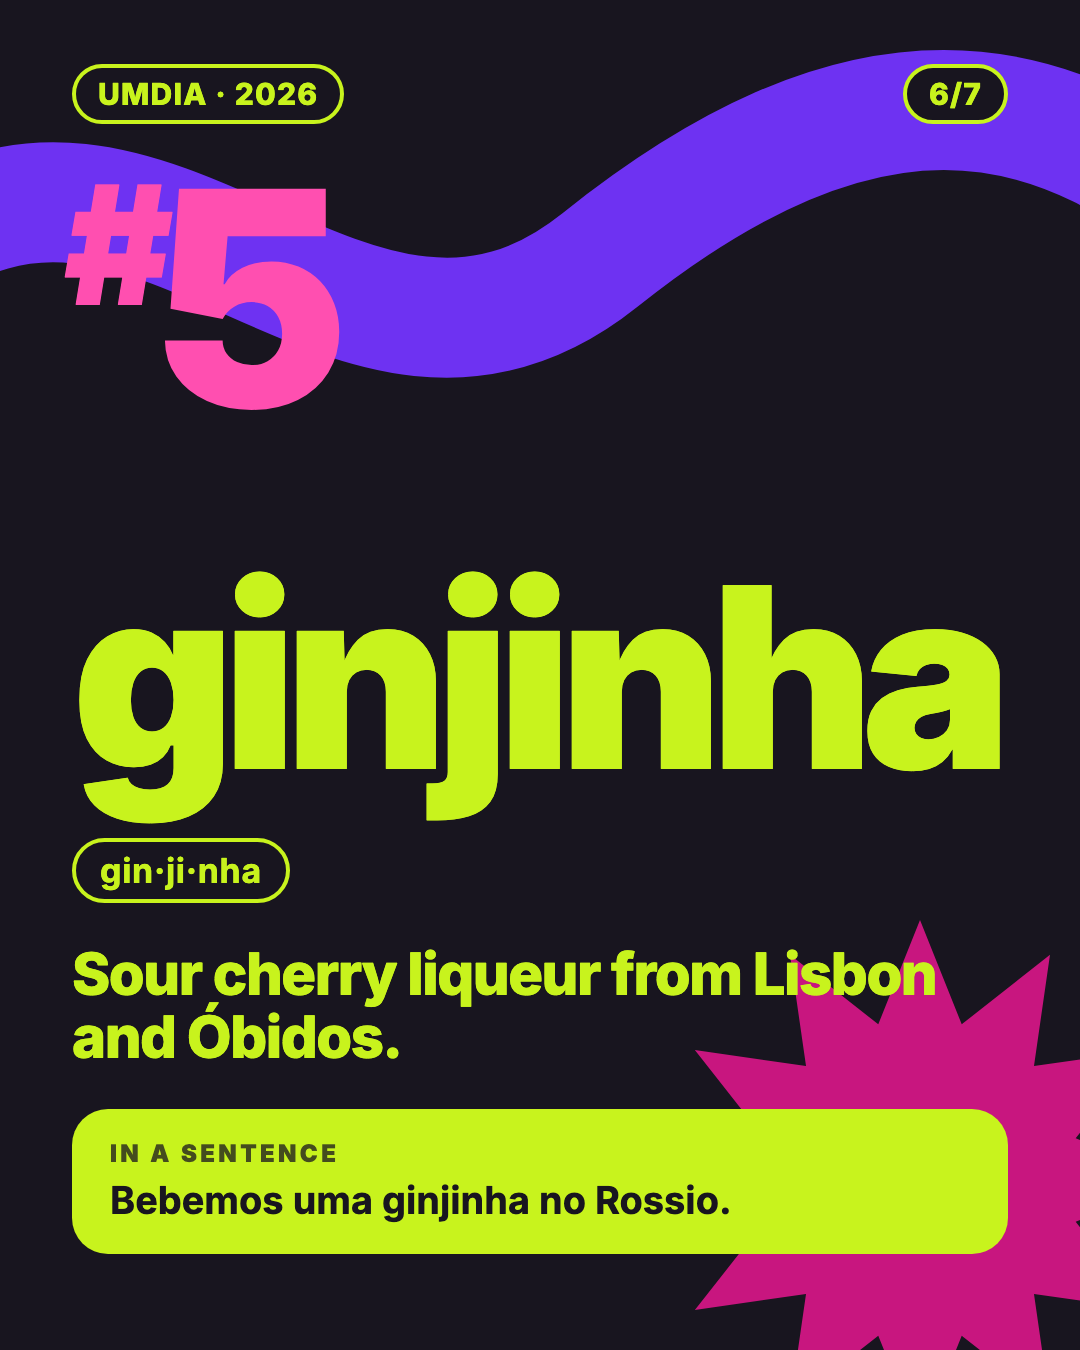 UMDIA · 2026
6/7
#5
ginjinha
gin·ji·nha
Sour cherry liqueur from Lisbon
and Óbidos.
IN A SENTENCE
Bebemos uma ginjinha no Rossio.